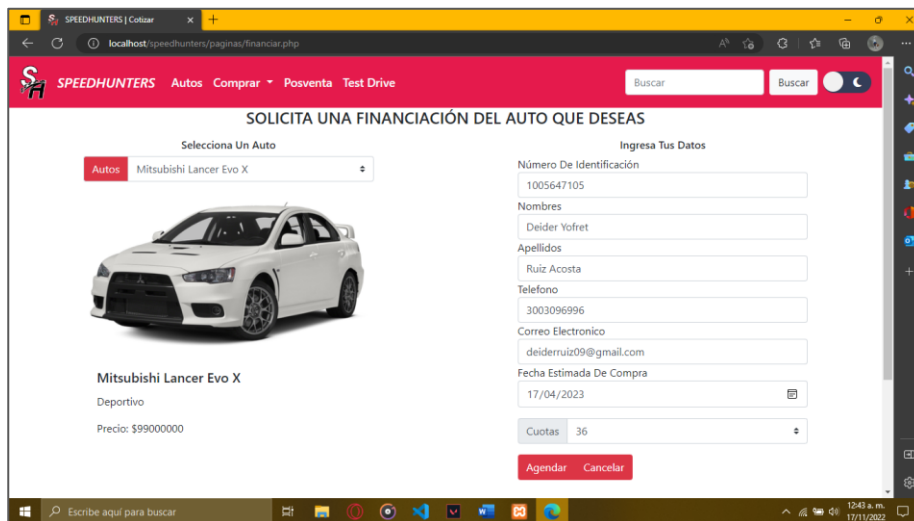 SPEEDHUNTERS | Cotizar
localhost/speedhunters/paginas/financiar.php
SH SPEEDHUNTERS Autos Comprar Posventa Test Drive Buscar Buscar
SOLICITA UNA FINANCIACIÓN DEL AUTO QUE DESEAS
Selecciona Un Auto
Autos Mitsubishi Lancer Evo X
Mitsubishi Lancer Evo X
Deportivo
Precio: $99000000
Ingresa Tus Datos
Número De Identificación
1005647105
Nombres
Deider Yofret
Apellidos
Ruiz Acosta
Telefono
3003096996
Correo Electronico
deiderruiz09@gmail.com
Fecha Estimada De Compra
17/04/2023
Cuotas 36
Agendar Cancelar
Escribe aquí para buscar
12:43 a. m.
17/11/2022